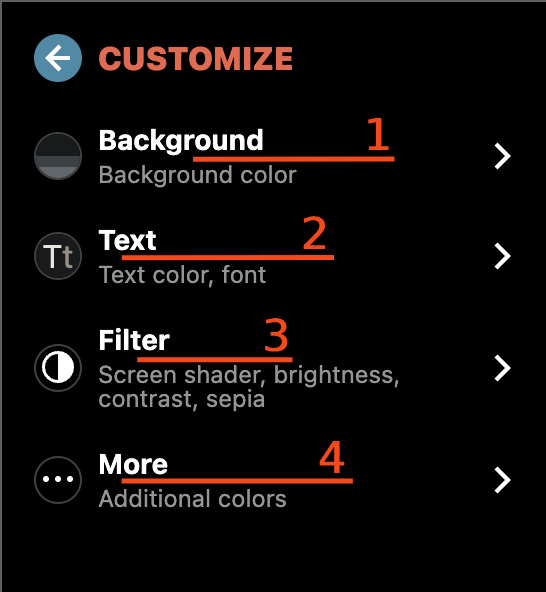 CUSTOMIZE
1
Background
Background color
2
Text
Tt
Text color, font
3
Filter
Screen shader, brightness,
contrast, sepia
4
More
Additional colors